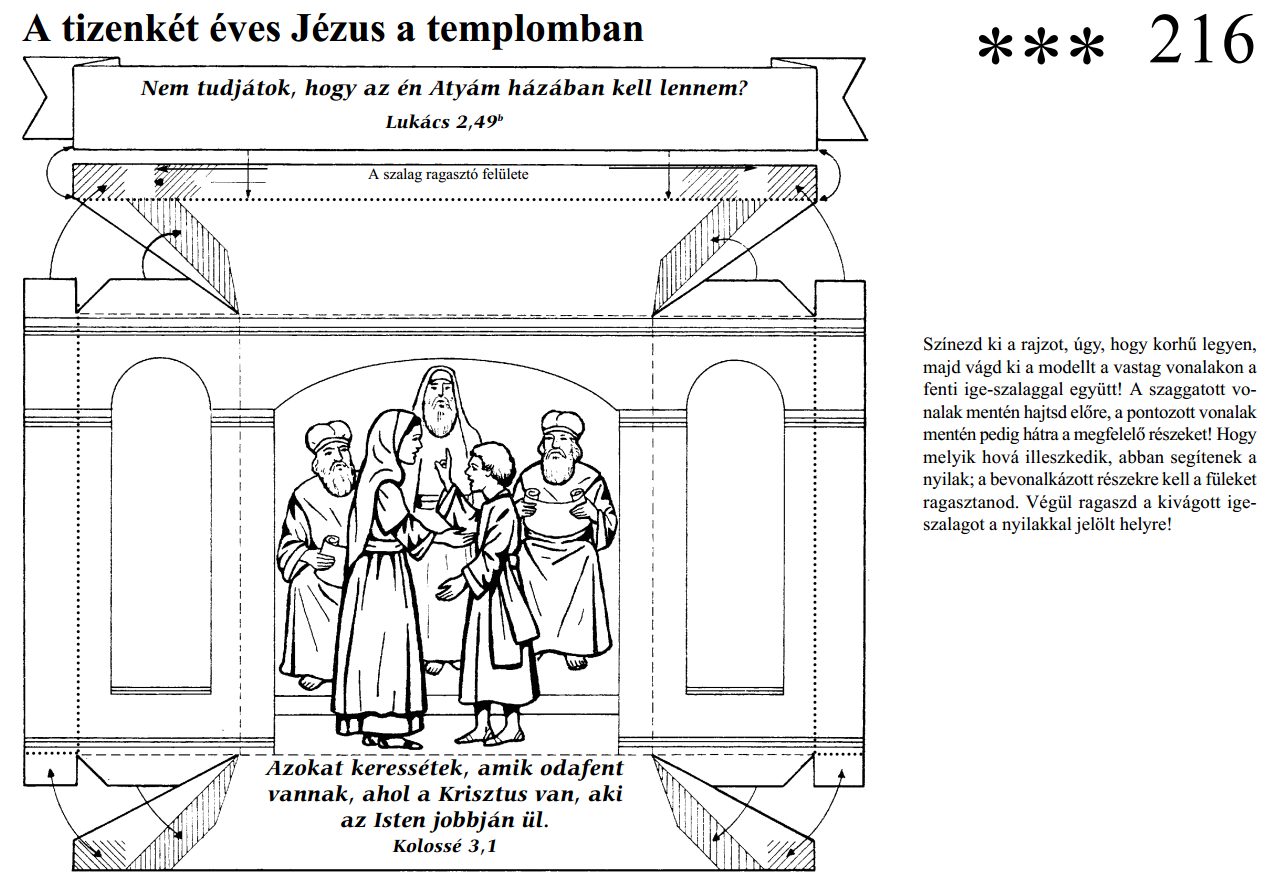 A tizenkét éves Jézus a templomban
*** 216
Nem tudjátok, hogy az én Atyám házában kell lennem?
Lukács 2,49ᵇ
A szalag ragasztó felülete
Színezd ki a rajzot, úgy, hogy korhű legyen,
majd vágd ki a modellt a vastag vonalakon a
fenti ige-szalaggal együtt! A szaggatott vo-
nalak mentén hajtsd előre, a pontozott vonalak
mentén pedig hátra a megfelelő részeket! Hogy
melyik hová illeszkedik, abban segítenek a
nyilak; a bevonalkázott részekre kell a füleket
ragasztanod. Végül ragaszd a kivágott ige-
szalagot a nyilakkal jelölt helyre!
Azokat keressétek, amik odafent
vannak, ahol a Krisztus van, aki
az Isten jobbján ül.
Kolossé 3,1